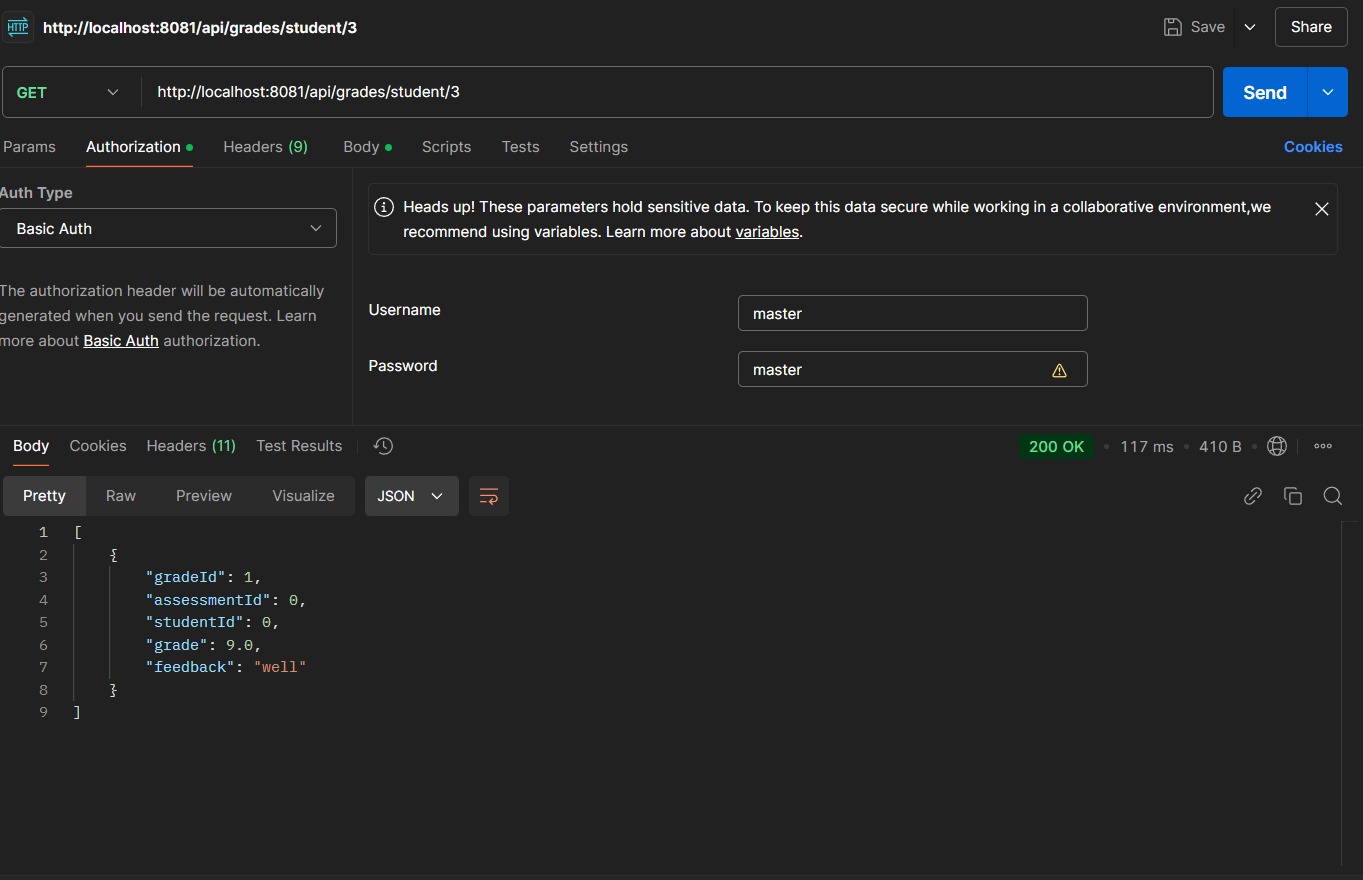 HTTP http://localhost:8081/api/grades/student/3 Save Share
GET http://localhost:8081/api/grades/student/3 Send
Params Authorization Headers (9) Body Scripts Tests Settings Cookies
Auth Type
Basic Auth
The authorization header will be automatically
generated when you send the request. Learn
more about Basic Auth authorization.
Heads up! These parameters hold sensitive data. To keep this data secure while working in a collaborative environment,we
recommend using variables. Learn more about variables.
Username master
Password master
Body Cookies Headers (11) Test Results 200 OK • 117 ms • 410 B •
Pretty Raw Preview Visualize JSON
1 [
2 {
3 "gradeId": 1,
4 "assessmentId": 0,
5 "studentId": 0,
6 "grade": 9.0,
7 "feedback": "well"
8 }
9 ]